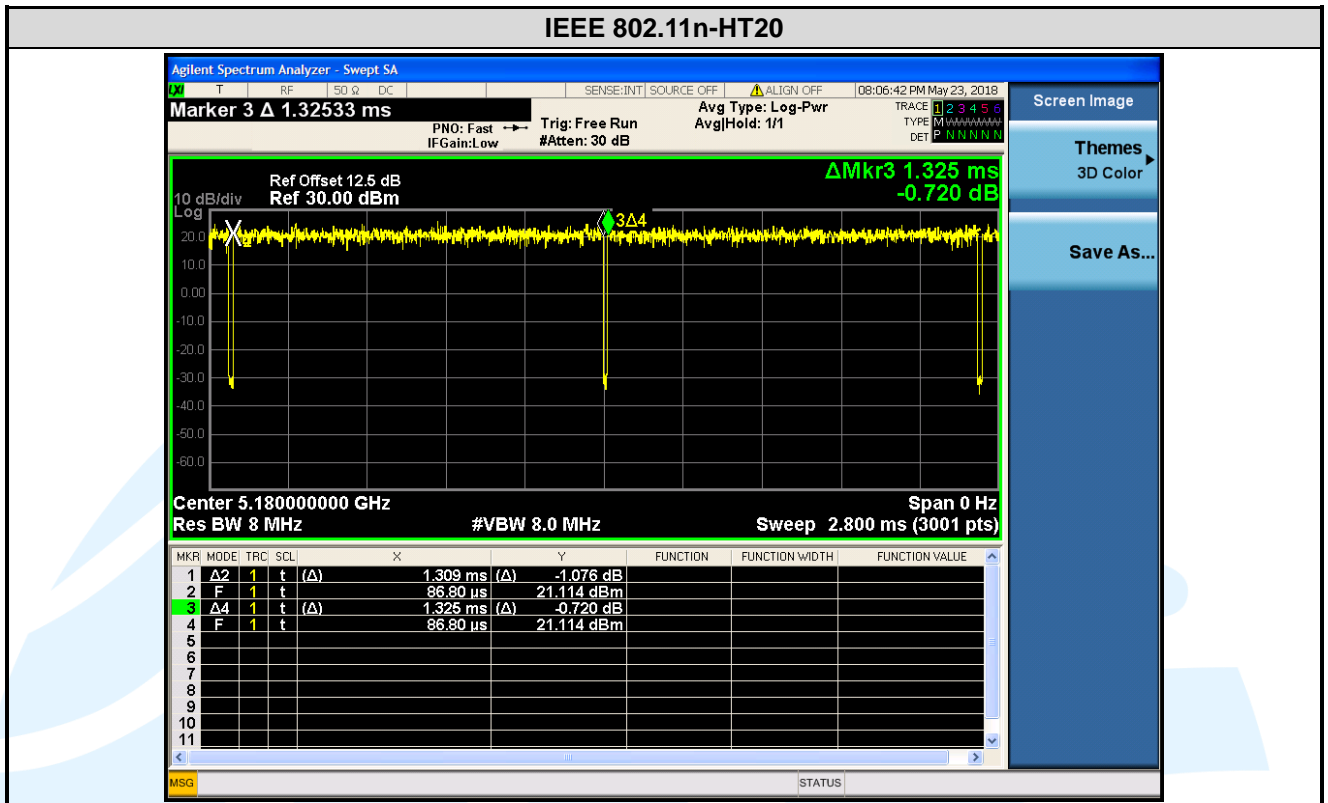 IEEE 802.11n-HT20
Agilent Spectrum Analyzer - Swept SA
LXI T RF 50 Ω DC SENSE:INT SOURCE OFF ALIGN OFF 08:06:42 PM May 23, 2018
Marker 3 Δ 1.32533 ms
PNO: Fast
IFGain:Low
Trig: Free Run
#Atten: 30 dB
Avg Type: Log-Pwr
Avg|Hold: 1/1
TRACE 1 2 3 4 5 6
TYPE M WWWWW
DET P N N N N N
Screen Image
Themes
3D Color
Save As...
ΔMkr3 1.325 ms
-0.720 dB
Ref Offset 12.5 dB
10 dB/div Ref 30.00 dBm
Log
3Δ4
20.0
10.0
0.00
-10.0
-20.0
-30.0
-40.0
-50.0
-60.0
Center 5.180000000 GHz Span 0 Hz
Res BW 8 MHz #VBW 8.0 MHz Sweep 2.800 ms (3001 pts)
MKR MODE TRC SCL X Y FUNCTION FUNCTION WIDTH FUNCTION VALUE
1 Δ2 1 t (Δ) 1.309 ms (Δ) -1.076 dB
2 F 1 t 86.80 µs 21.114 dBm
3 Δ4 1 t (Δ) 1.325 ms (Δ) -0.720 dB
4 F 1 t 86.80 µs 21.114 dBm
5
6
7
8
9
10
11
MSG STATUS